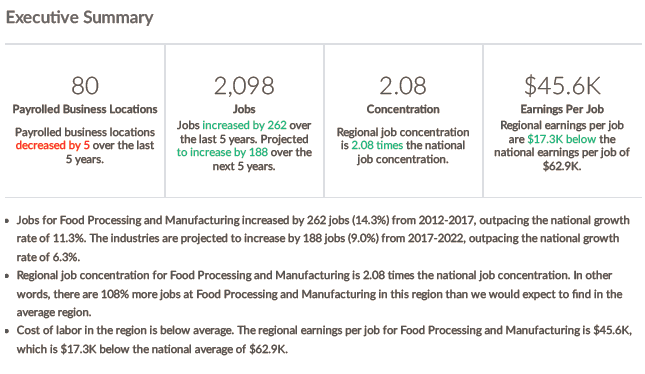 Executive Summary
80
Payrolled Business Locations
Payrolled business locations
decreased by 5 over the last
5 years.
2,098
Jobs
Jobs increased by 262 over
the last 5 years. Projected
to increase by 188 over the
next 5 years.
2.08
Concentration
Regional job concentration
is 2.08 times the national
job concentration.
$45.6K
Earnings Per Job
Regional earnings per job
are $17.3K below the
national earnings per job of
$62.9K.
• Jobs for Food Processing and Manufacturing increased by 262 jobs (14.3%) from 2012-2017, outpacing the national growth
rate of 11.3%. The industries are projected to increase by 188 jobs (9.0%) from 2017-2022, outpacing the national growth
rate of 6.3%.
• Regional job concentration for Food Processing and Manufacturing is 2.08 times the national job concentration. In other
words, there are 108% more jobs at Food Processing and Manufacturing in this region than we would expect to find in the
average region.
• Cost of labor in the region is below average. The regional earnings per job for Food Processing and Manufacturing is $45.6K,
which is $17.3K below the national average of $62.9K.